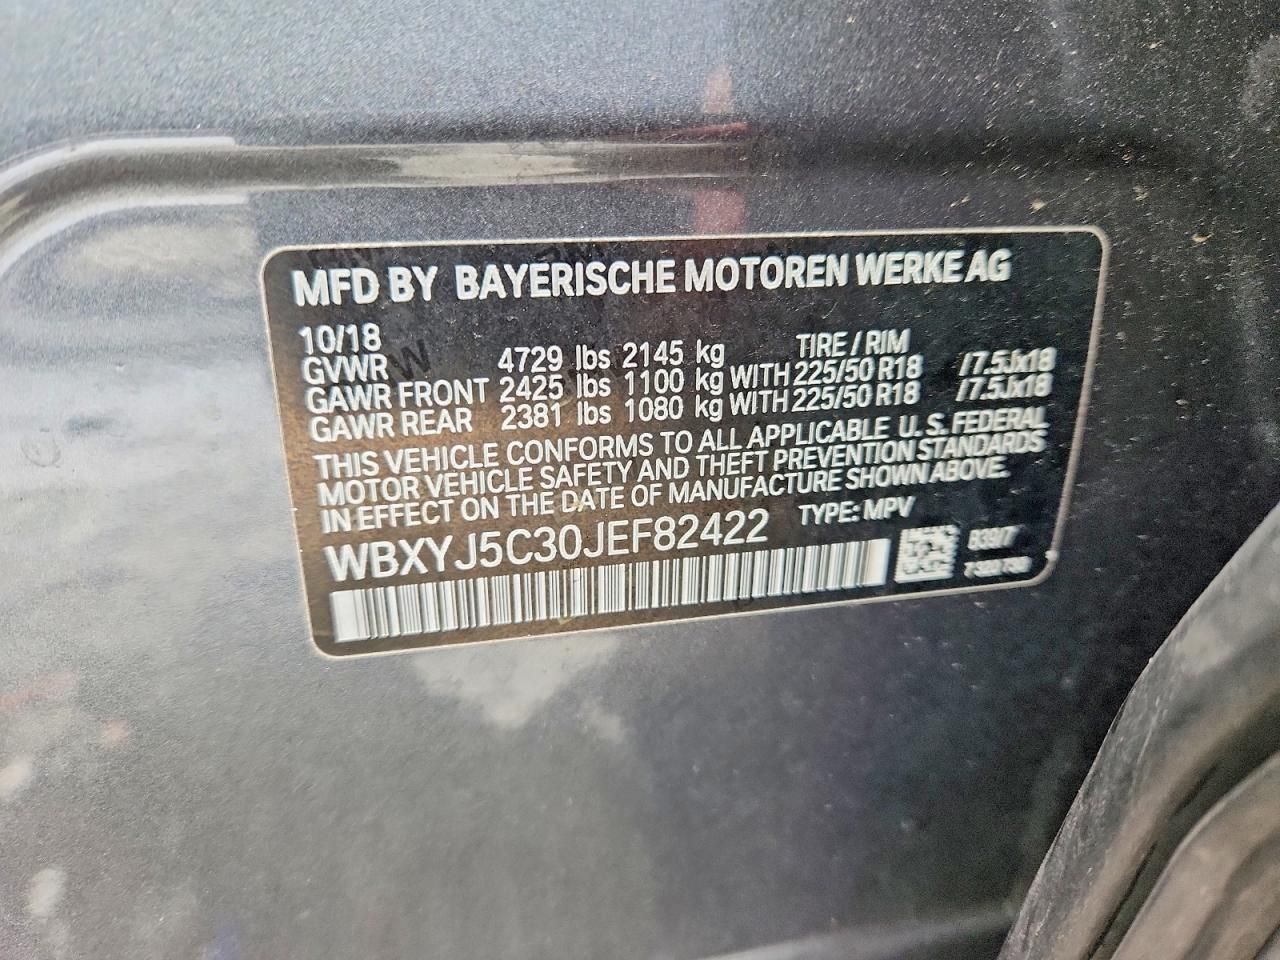 MFD BY BAYERISCHE MOTOREN WERKE AG
10/18 TIRE / RIM
GVWR 4729 lbs 2145 kg
GAWR FRONT 2425 lbs 1100 kg WITH 225/50 R18 /7.5Jx18
GAWR REAR 2381 lbs 1080 kg WITH 225/50 R18 /7.5Jx18
THIS VEHICLE CONFORMS TO ALL APPLICABLE U.S. FEDERAL
MOTOR VEHICLE SAFETY AND THEFT PREVENTION STANDARDS
IN EFFECT ON THE DATE OF MANUFACTURE SHOWN ABOVE.
WBXYJ5C30JEF82422 TYPE: MPV